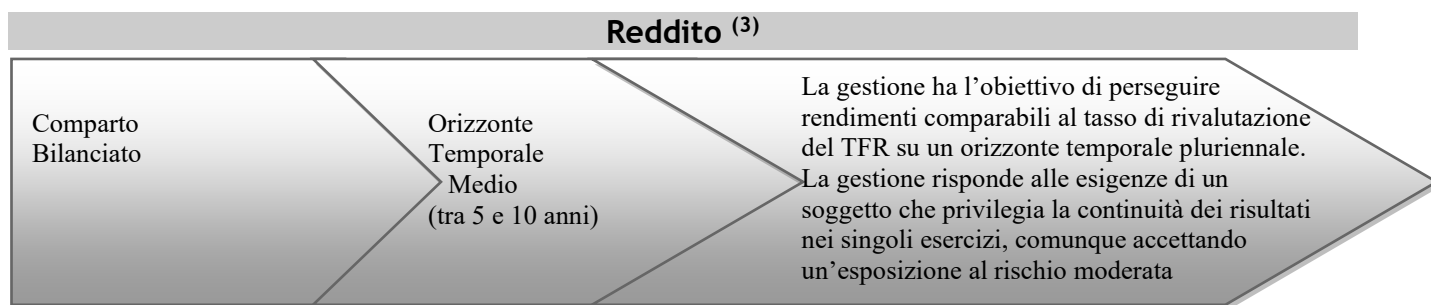 Reddito (3)
Comparto
Bilanciato
Orizzonte
Temporale
Medio
(tra 5 e 10 anni)
La gestione ha l’obiettivo di perseguire
rendimenti comparabili al tasso di rivalutazione
del TFR su un orizzonte temporale pluriennale.
La gestione risponde alle esigenze di un
soggetto che privilegia la continuità dei risultati
nei singoli esercizi, comunque accettando
un’esposizione al rischio moderata